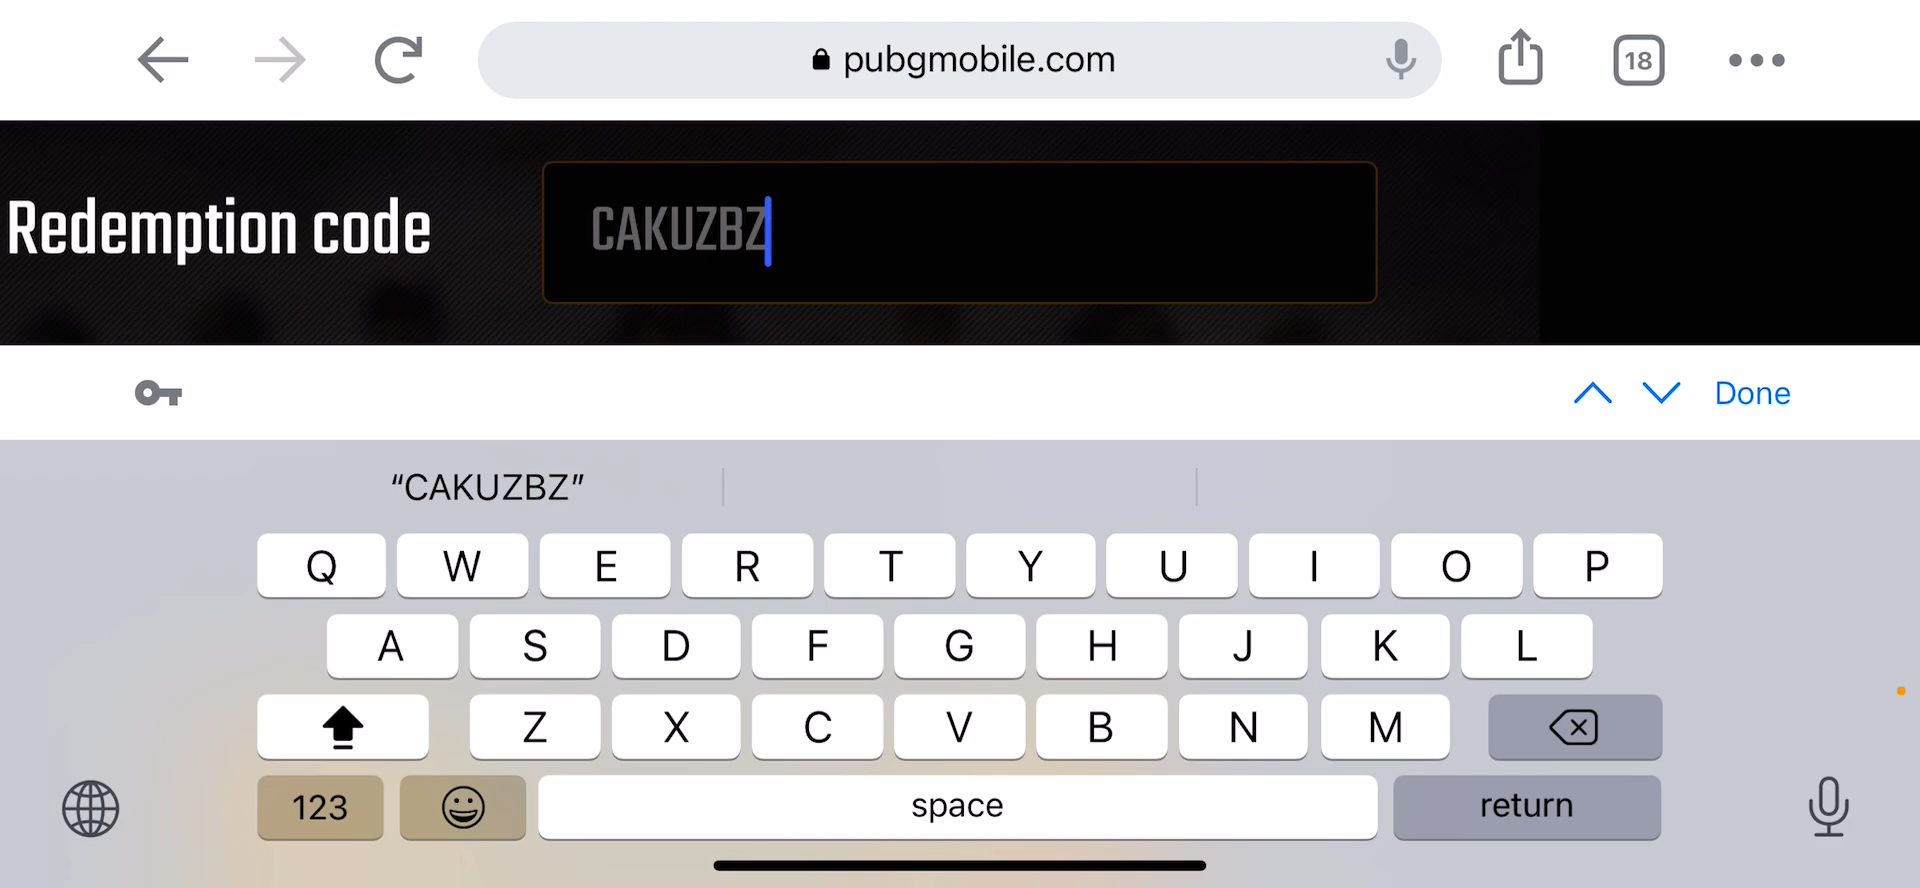 pubgmobile.com
18
Redemption code
CAKUZBZ
Done
“CAKUZBZ”
Q W E R T Y U I O P
A S D F G H J K L
Z X C V B N M
123
space
return